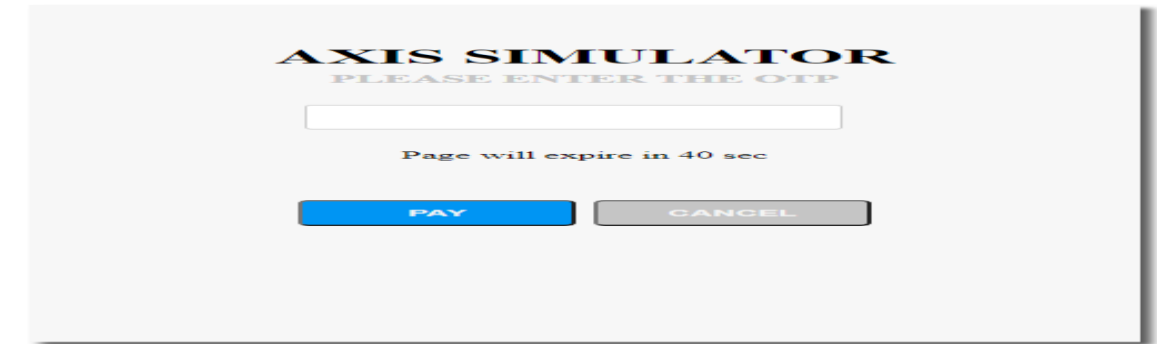 AXIS SIMULATOR
PLEASE ENTER THE OTP
Page will expire in 40 sec
PAY CANCEL